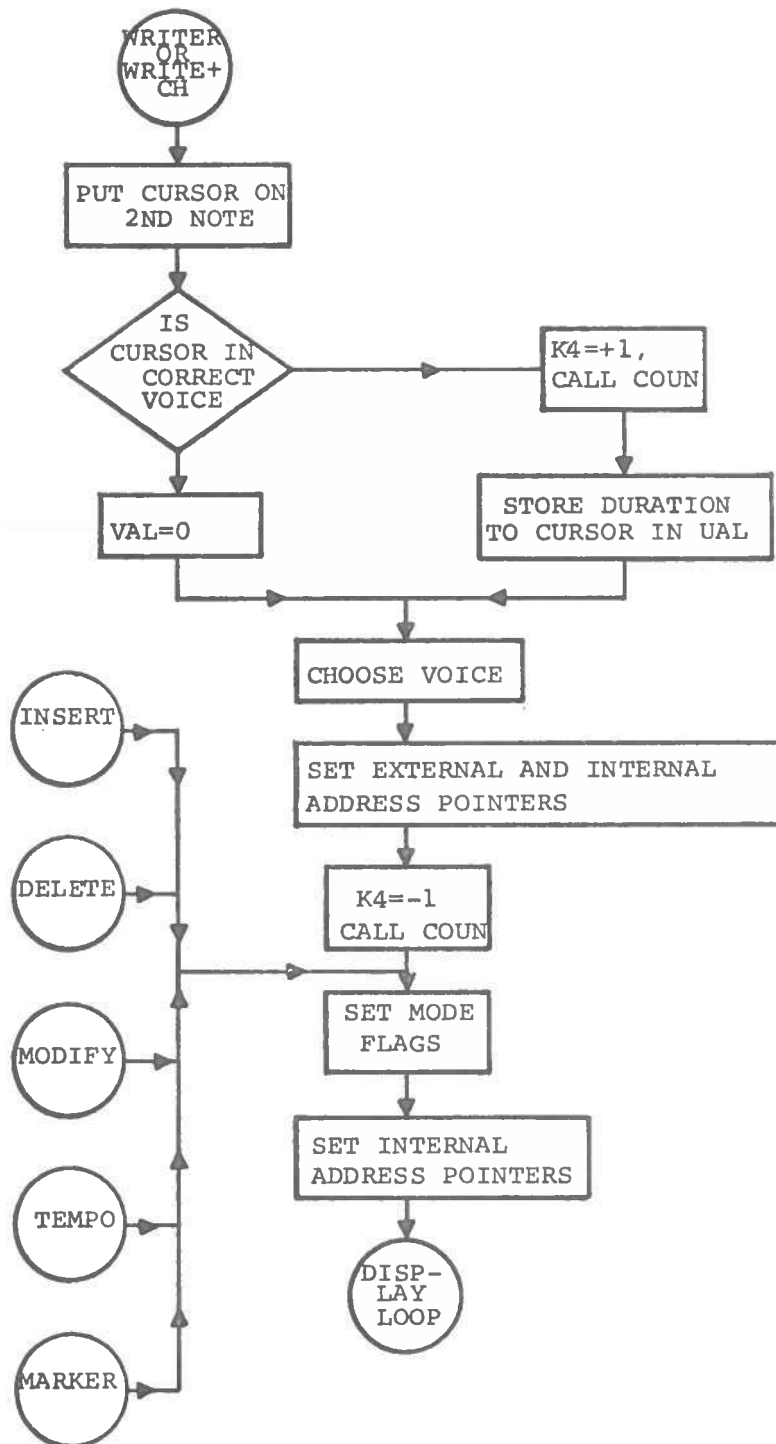 WRITER
OR
WRITE+
CH
PUT CURSOR ON
2ND NOTE
IS
CURSOR IN
CORRECT
VOICE
K4=+1,
CALL COUN
VAL=0
STORE DURATION
TO CURSOR IN UAL
CHOOSE VOICE
INSERT
SET EXTERNAL AND INTERNAL
ADDRESS POINTERS
DELETE
K4=-1
CALL COUN
SET MODE
FLAGS
MODIFY
SET INTERNAL
ADDRESS POINTERS
TEMPO
DISP-
LAY
LOOP
MARKER